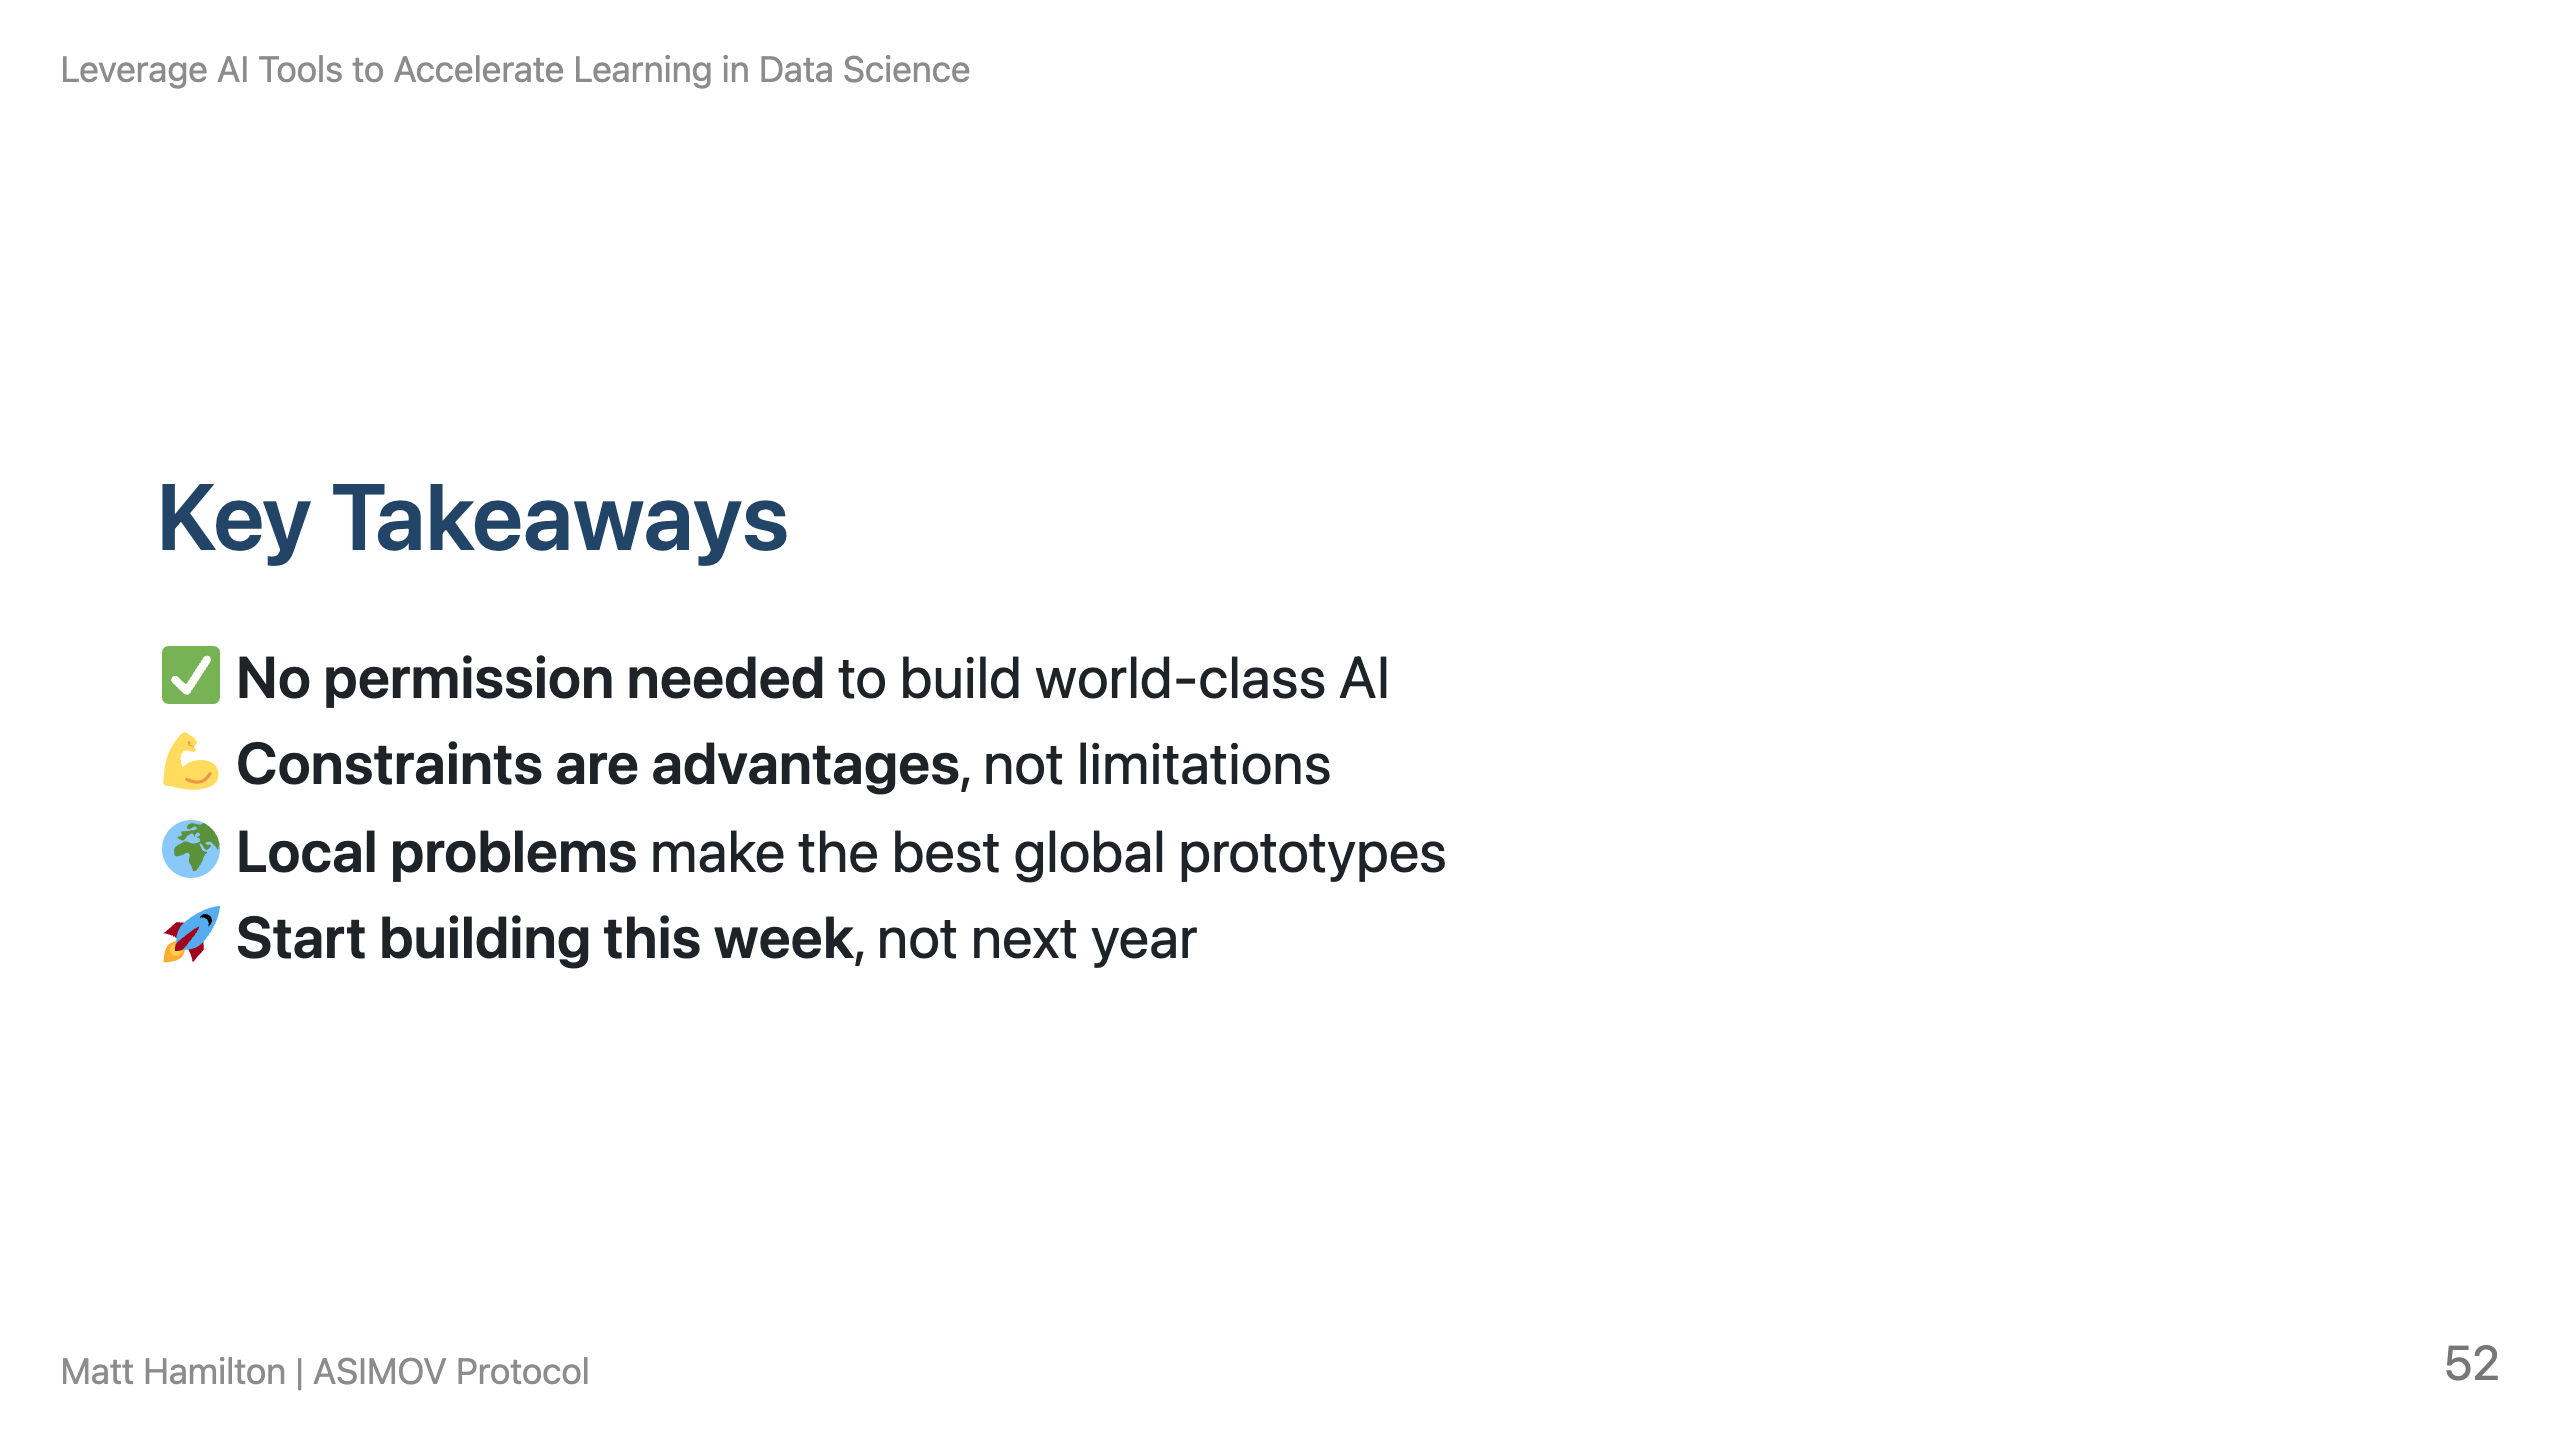 Leverage AI Tools to Accelerate Learning in Data Science
Key Takeaways
✅ No permission needed to build world-class AI
💪 Constraints are advantages, not limitations
🌍 Local problems make the best global prototypes
🚀 Start building this week, not next year
Matt Hamilton | ASIMOV Protocol
52